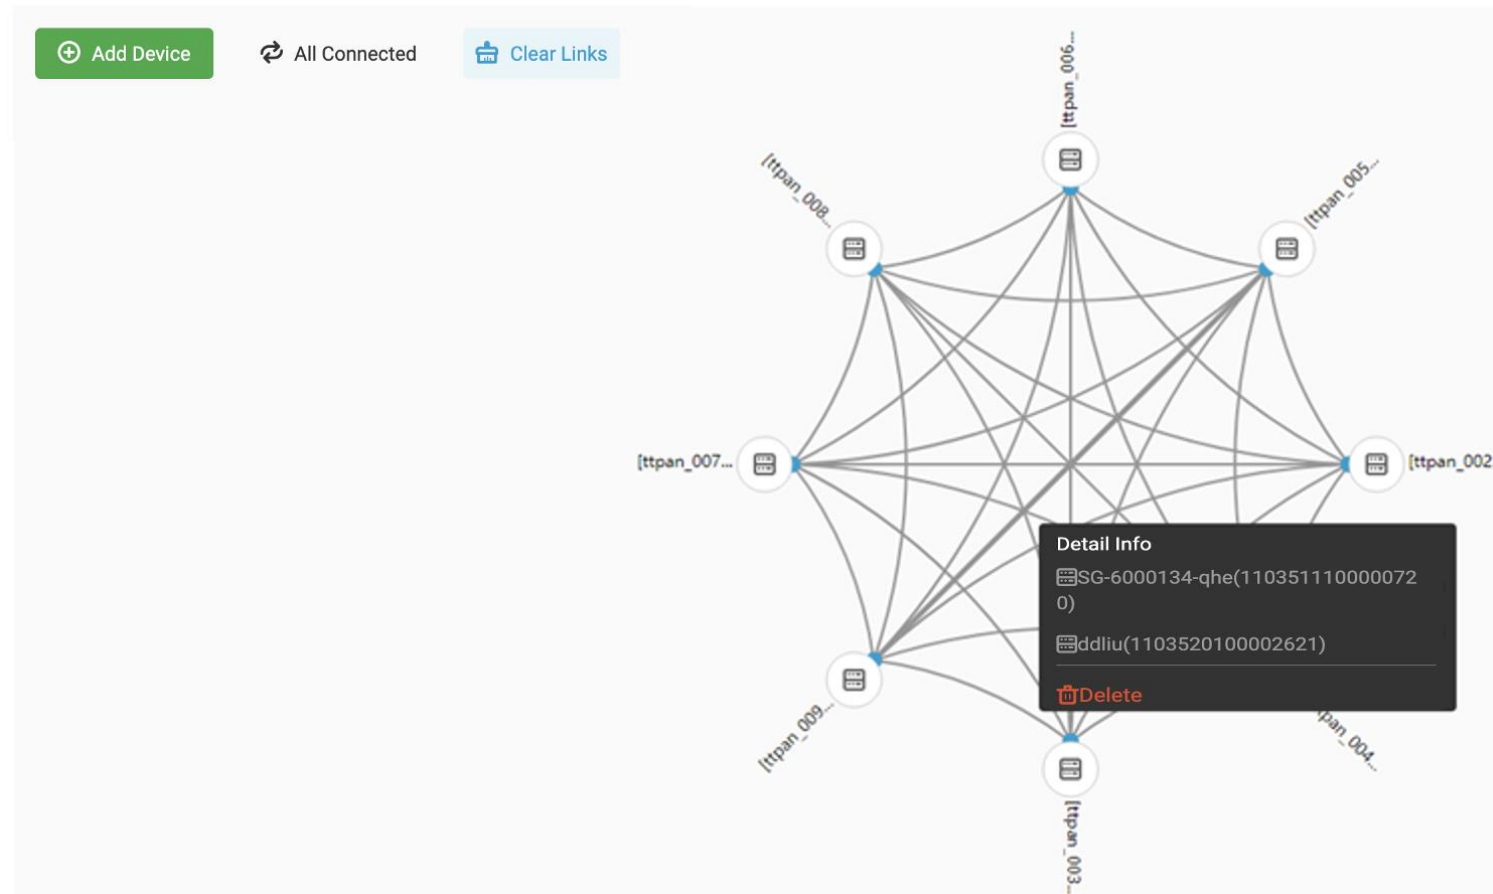 Add Device
All Connected
Clear Links
[ttpan_006...
[ttpan_005...
[ttpan_008...
[ttpan_007...
[ttpan_002
Detail Info
SG-6000134-qhe(110351110000072
0)
ddliu(1103520100002621)
Delete
[ttpan_009...
pan_004...
[ttpan_003...